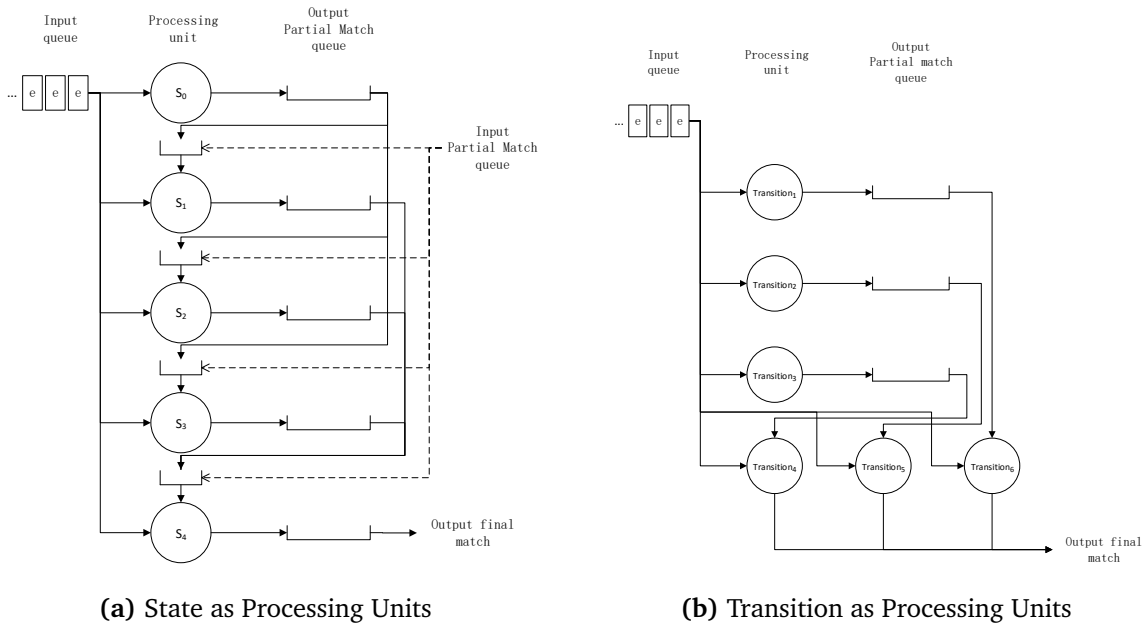 Input
queue
Processing
unit
Output
Partial Match
queue
... e e e
S0
Input
Partial Match
queue
S1
S2
S3
S4
Output final
match
(a) State as Processing Units
Input
queue
Processing
unit
Output
Partial match
queue
... e e e
Transition1
Transition2
Transition3
Transition4
Transition5
Transition6
Output final
match
(b) Transition as Processing Units